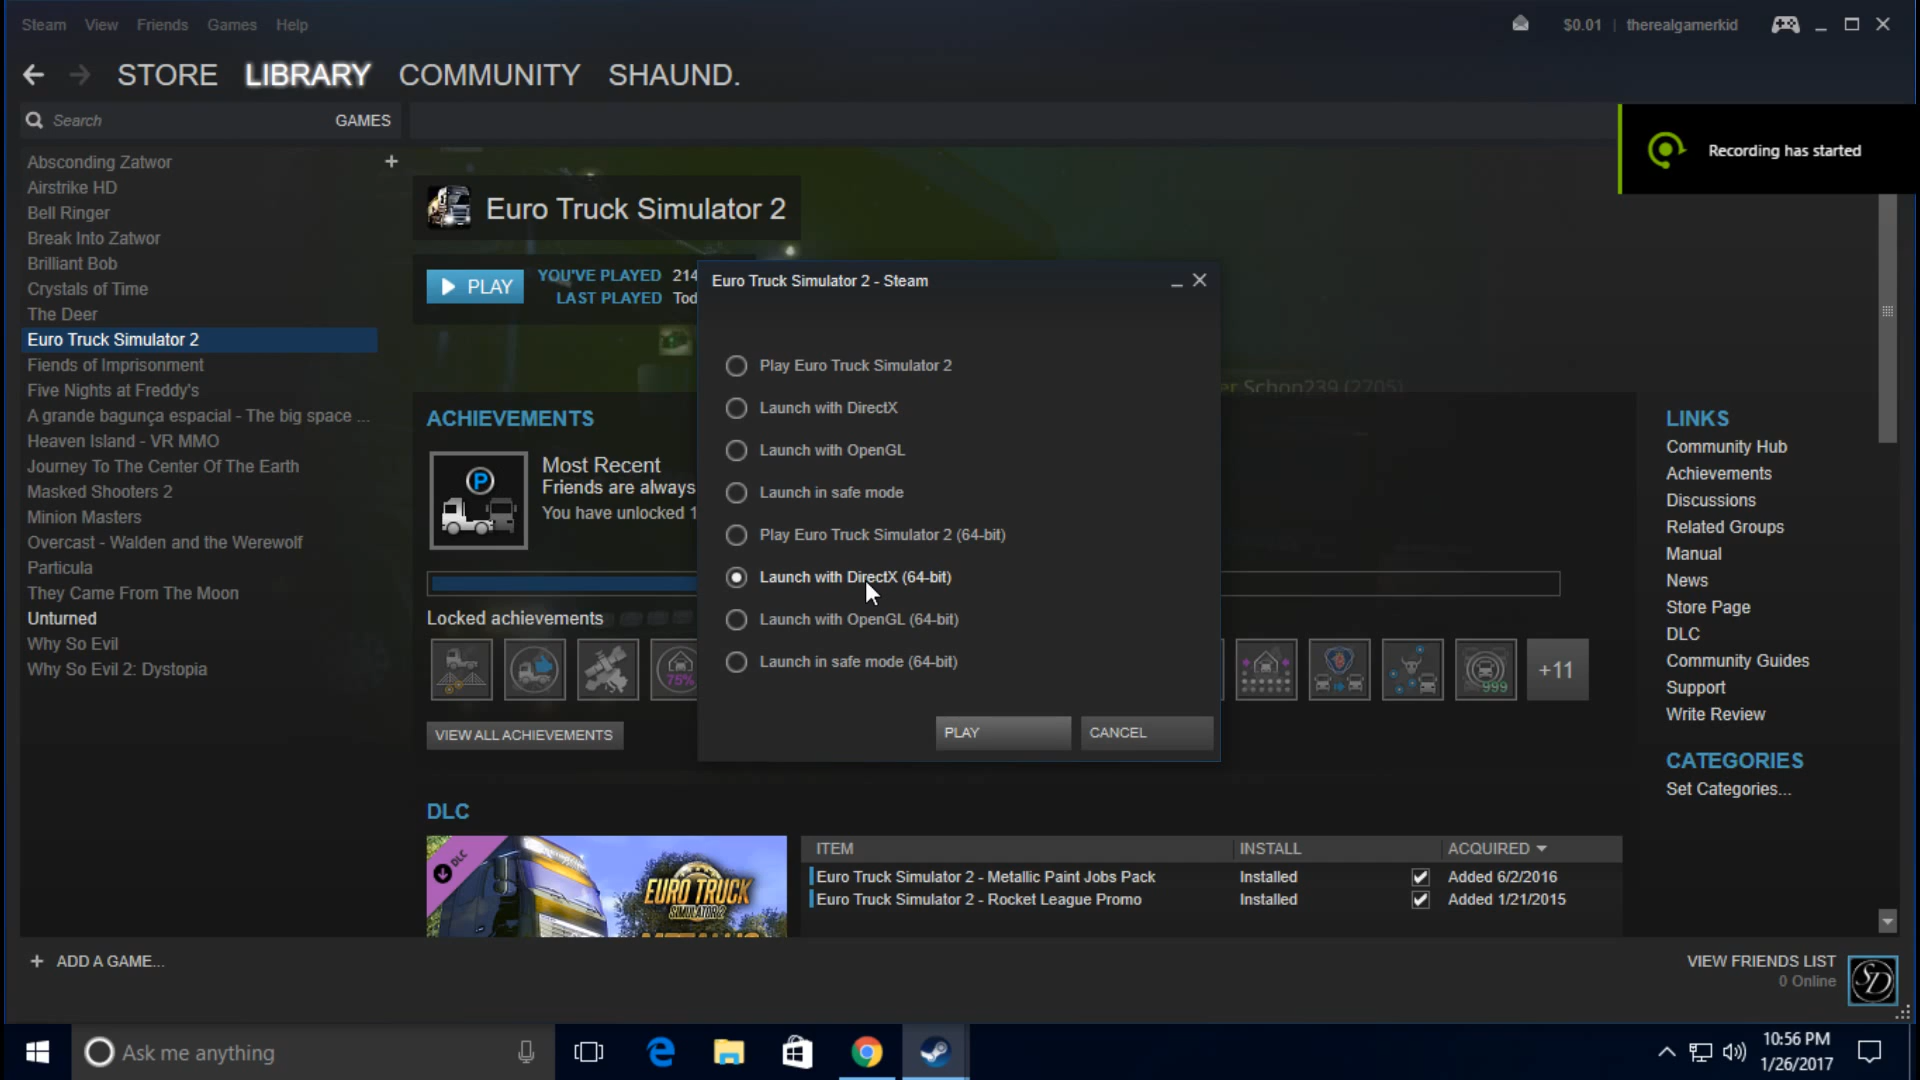 Steam View Friends Games Help
$0.01 | therealgamerkid
STORE LIBRARY COMMUNITY SHAUND.
Search GAMES
Recording has started
Absconding Zatwor
Airstrike HD
Bell Ringer
Break Into Zatwor
Brilliant Bob
Crystals of Time
The Deer
Euro Truck Simulator 2
Fiends of Imprisonment
Five Nights at Freddy's
A grande bagunça espacial - The big space ...
Heaven Island - VR MMO
Journey To The Center Of The Earth
Masked Shooters 2
Minion Masters
Overcast - Walden and the Werewolf
Particula
They Came From The Moon
Unturned
Why So Evil
Why So Evil 2: Dystopia
+ ADD A GAME...
Euro Truck Simulator 2
PLAY
YOU'VE PLAYED 214
LAST PLAYED Tod
er Schon239 (2705)
ACHIEVEMENTS
P
Most Recent
Friends are always
You have unlocked 1
Locked achievements
75%
999
+11
VIEW ALL ACHIEVEMENTS
Euro Truck Simulator 2 - Steam
Play Euro Truck Simulator 2
Launch with DirectX
Launch with OpenGL
Launch in safe mode
Play Euro Truck Simulator 2 (64-bit)
Launch with DirectX (64-bit)
Launch with OpenGL (64-bit)
Launch in safe mode (64-bit)
PLAY CANCEL
DLC
DLC
EURO TRUCK
SIMULATOR 2
ITEM INSTALL ACQUIRED
Euro Truck Simulator 2 - Metallic Paint Jobs Pack Installed Added 6/2/2016
Euro Truck Simulator 2 - Rocket League Promo Installed Added 1/21/2015
LINKS
Community Hub
Achievements
Discussions
Related Groups
Manual
News
Store Page
DLC
Community Guides
Support
Write Review
CATEGORIES
Set Categories...
VIEW FRIENDS LIST
0 Online
SD
Ask me anything
10:56 PM
1/26/2017